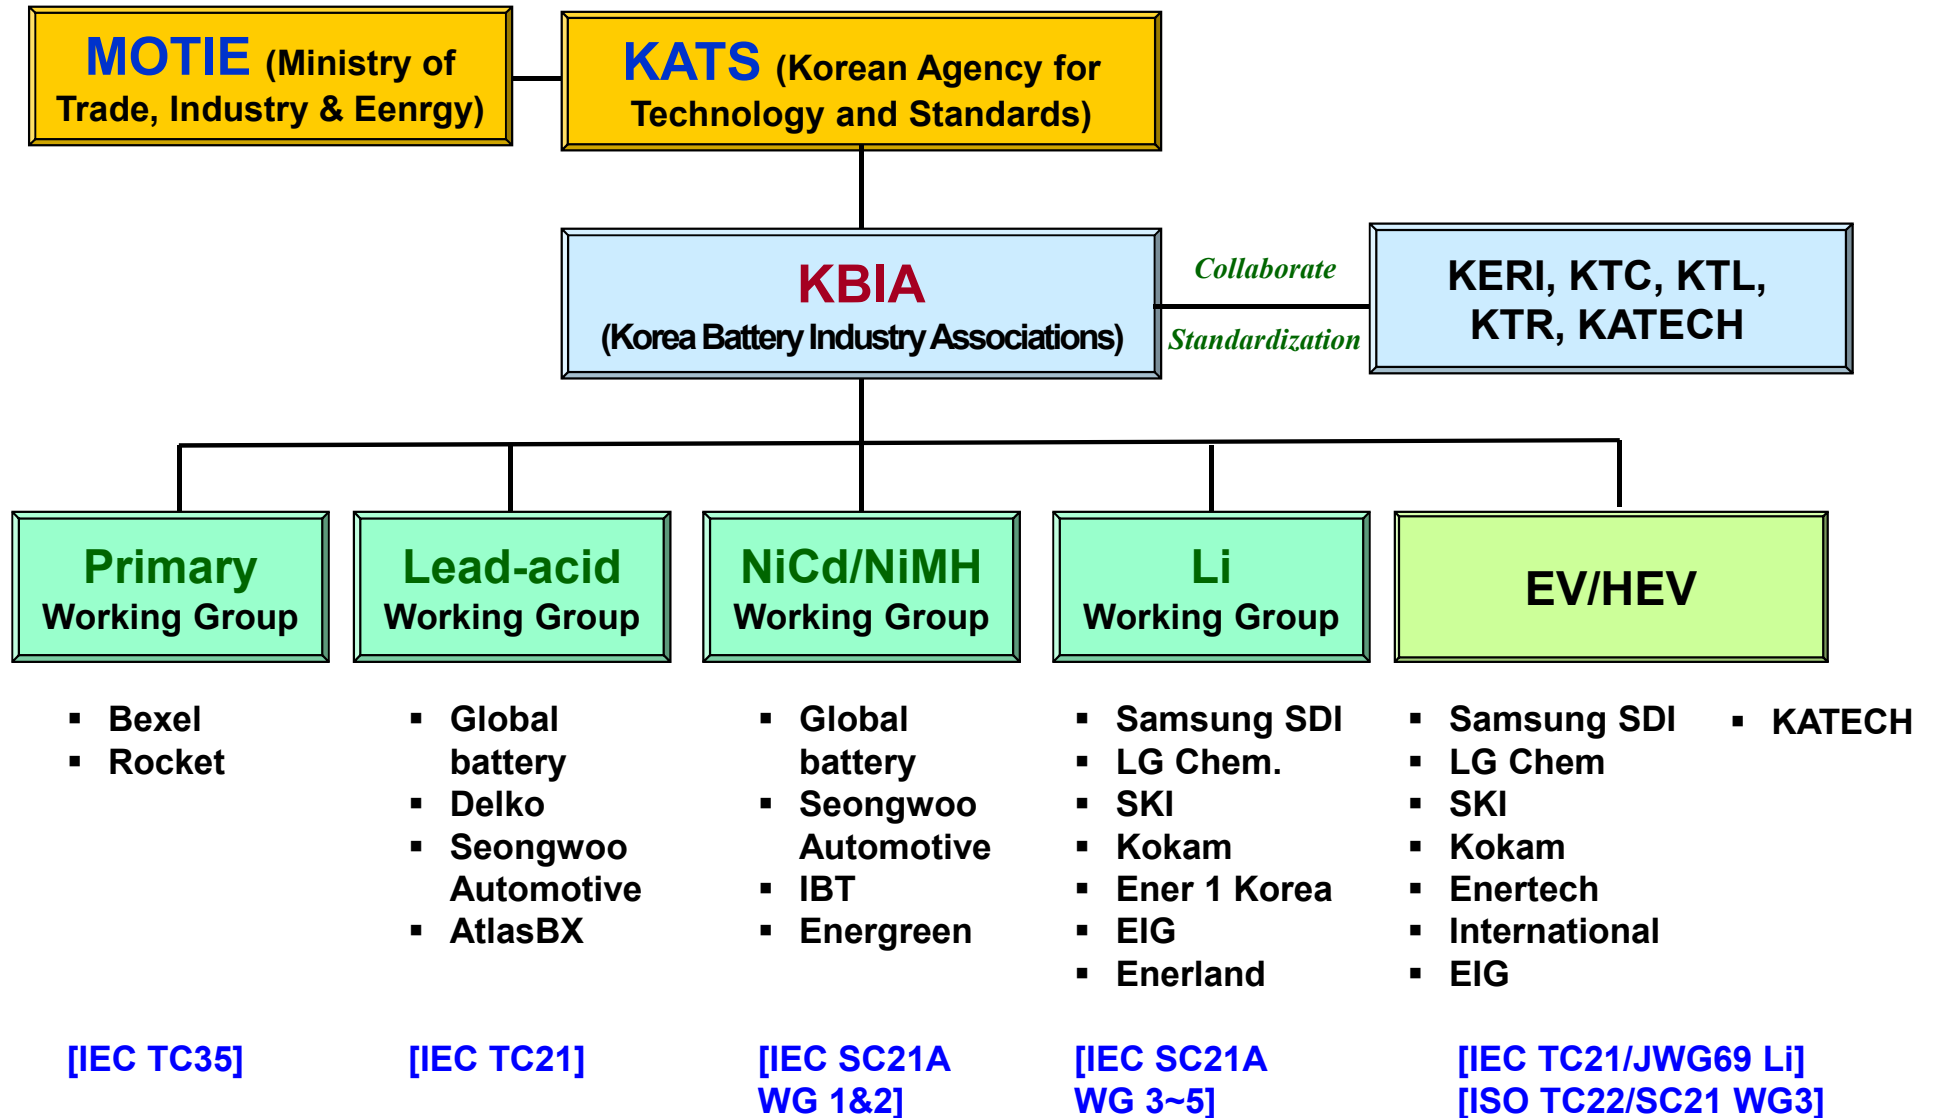 MOTIE (Ministry of
Trade, Industry & Eenrgy)
KATS (Korean Agency for
Technology and Standards)
KBIA
(Korea Battery Industry Associations)
Collaborate
Standardization
KERI, KTC, KTL,
KTR, KATECH
Primary
Working Group
Lead-acid
Working Group
NiCd/NiMH
Working Group
Li
Working Group
EV/HEV
▪ Bexel
▪ Rocket
▪ Global
battery
▪ Delko
▪ Seongwoo
Automotive
▪ AtlasBX
▪ Global
battery
▪ Seongwoo
Automotive
▪ IBT
▪ Energreen
▪ Samsung SDI
▪ LG Chem.
▪ SKI
▪ Kokam
▪ Ener 1 Korea
▪ EIG
▪ Enerland
▪ Samsung SDI
▪ LG Chem
▪ SKI
▪ Kokam
▪ Enertech
▪ International
▪ EIG
▪ KATECH
[IEC TC35]
[IEC TC21]
[IEC SC21A
WG 1&2]
[IEC SC21A
WG 3~5]
[IEC TC21/JWG69 Li]
[ISO TC22/SC21 WG3]